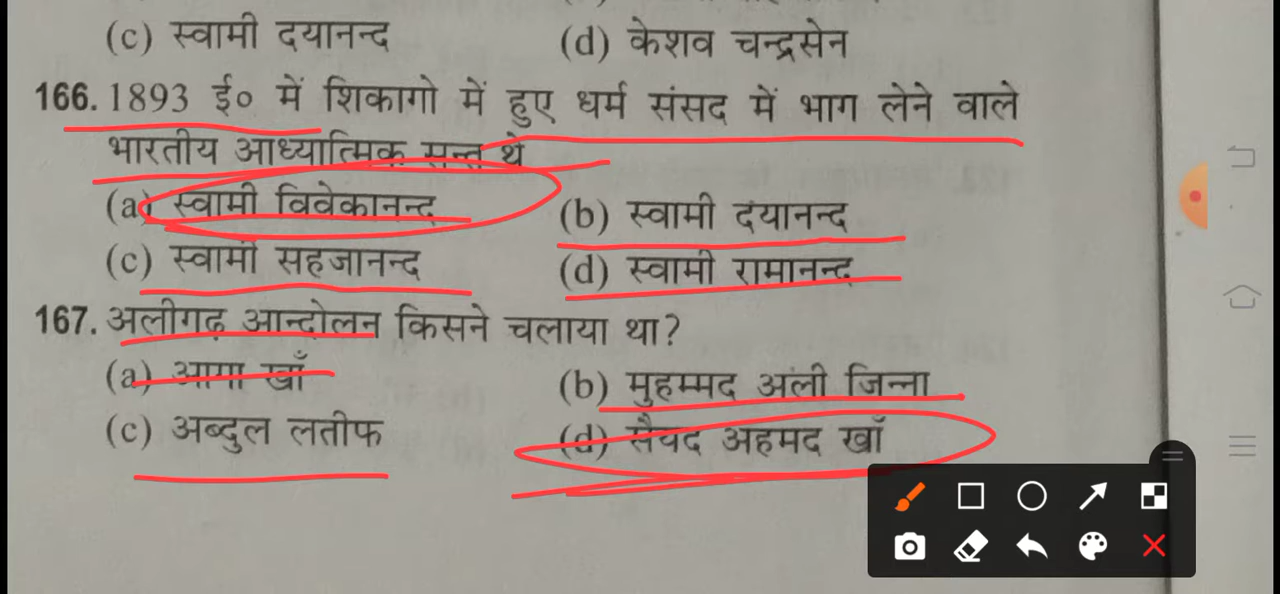 (c) स्वामी दयानन्द (d) केशव चन्द्रसेन
166. 1893 ई० में शिकागो में हुए धर्म संसद में भाग लेने वाले
भारतीय आध्यात्मिक सन्त थे
(a) स्वामी विवेकानन्द (b) स्वामी दयानन्द
(c) स्वामी सहजानन्द (d) स्वामी रामानन्द
167. अलीगढ़ आन्दोलन किसने चलाया था?
(a) आगा खाँ (b) मुहम्मद अली जिन्ना
(c) अब्दुल लतीफ (d) सैयद अहमद खाँ